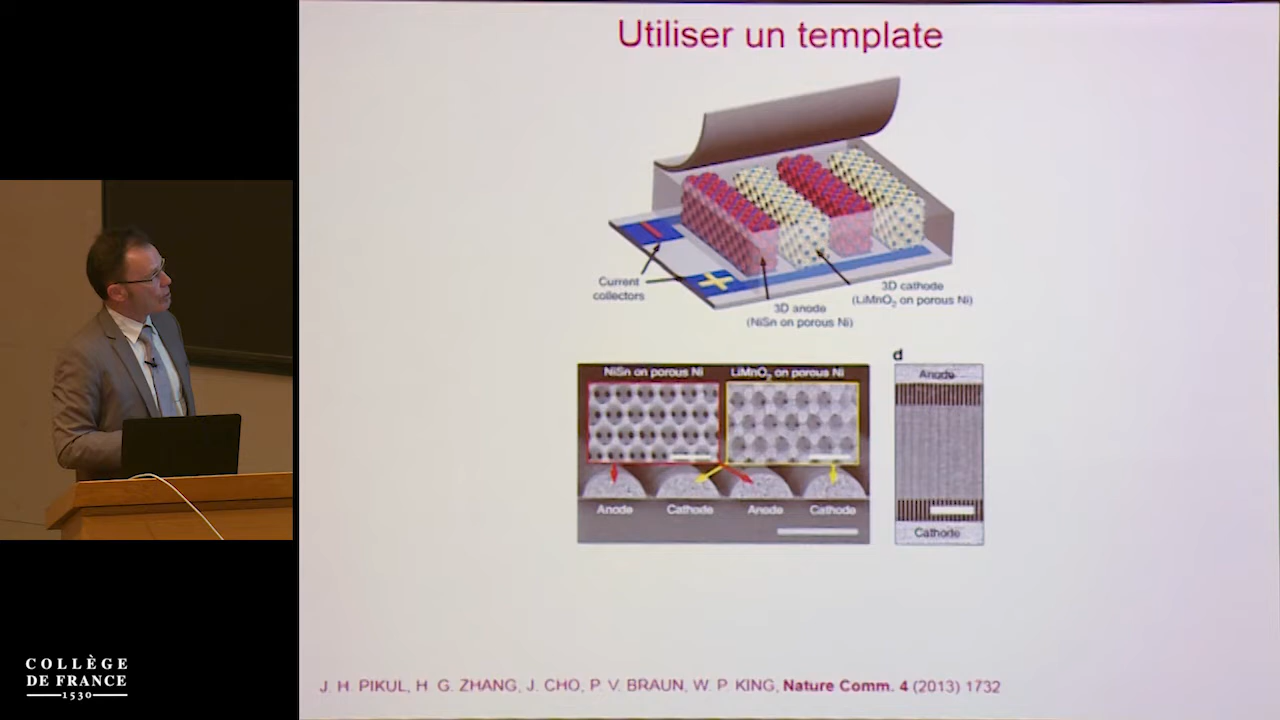 Utiliser un template
Current
collectors
3D anode
(NiSn on porous Ni)
3D cathode
(LiMnO2 on porous Ni)
NiSn on porous Ni
LiMnO2 on porous Ni
Anode
Cathode
Anode
Cathode
d
Anode
Cathode
J. H. PIKUL, H. G. ZHANG, J. CHO, P. V. BRAUN, W. P. KING, Nature Comm. 4 (2013) 1732
COLLÈGE
DE FRANCE
1530